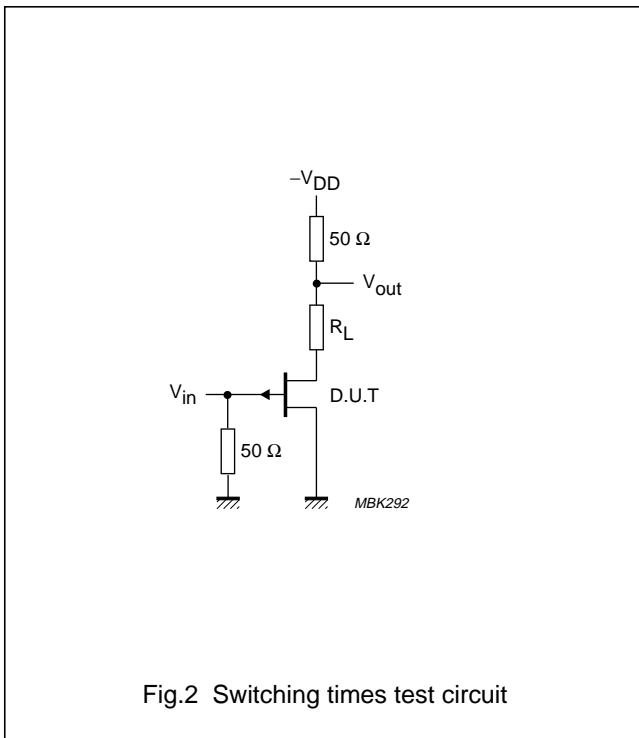 −VDD
50 Ω
Vout
RL
Vin
D.U.T
50 Ω
MBK292
Fig.2 Switching times test circuit